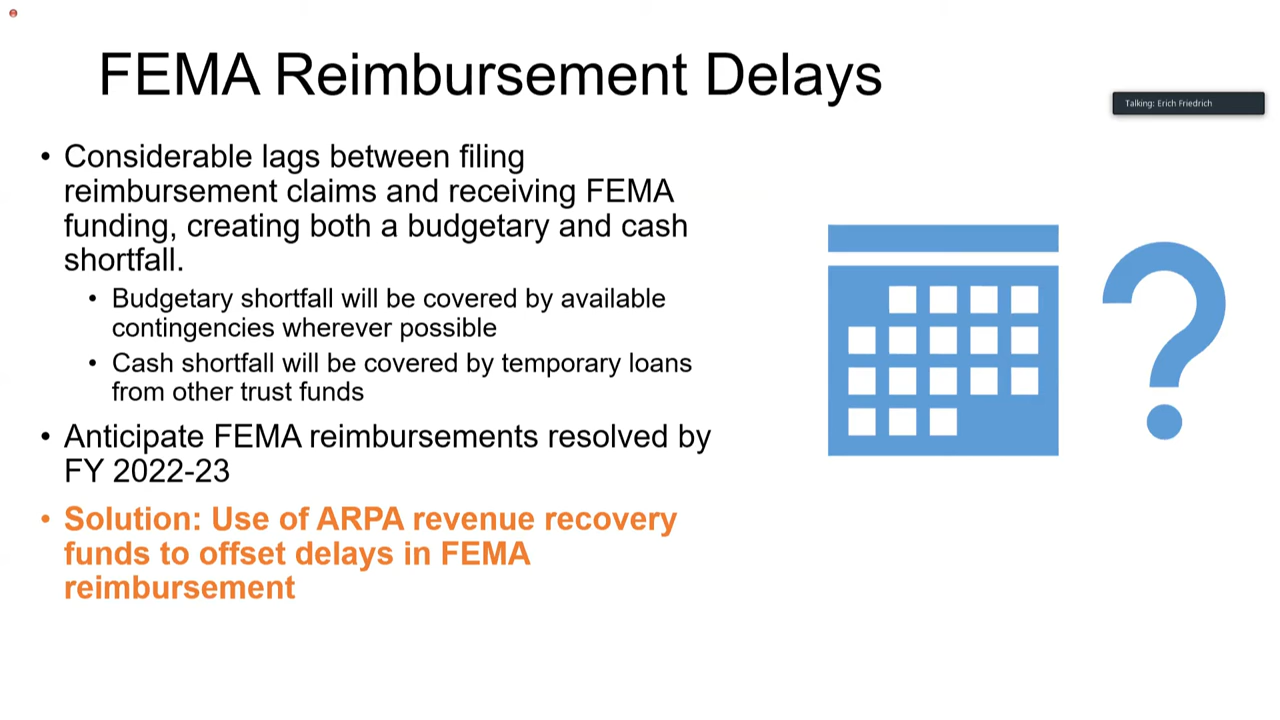 FEMA Reimbursement Delays
Talking: Erich Friedrich
• Considerable lags between filing
reimbursement claims and receiving FEMA
funding, creating both a budgetary and cash
shortfall.
• Budgetary shortfall will be covered by available
contingencies wherever possible
• Cash shortfall will be covered by temporary loans
from other trust funds
• Anticipate FEMA reimbursements resolved by
FY 2022-23
• Solution: Use of ARPA revenue recovery
funds to offset delays in FEMA
reimbursement
?